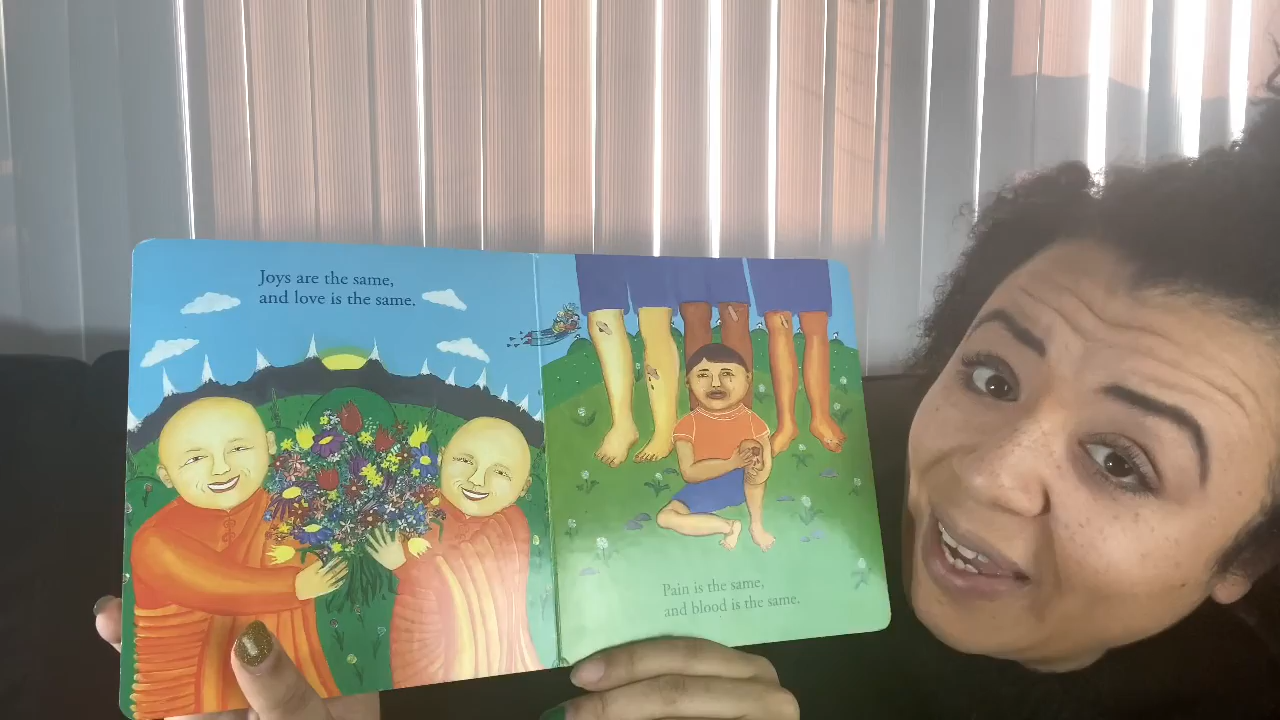 Joys are the same,
and love is the same.
Pain is the same,
and blood is the same.